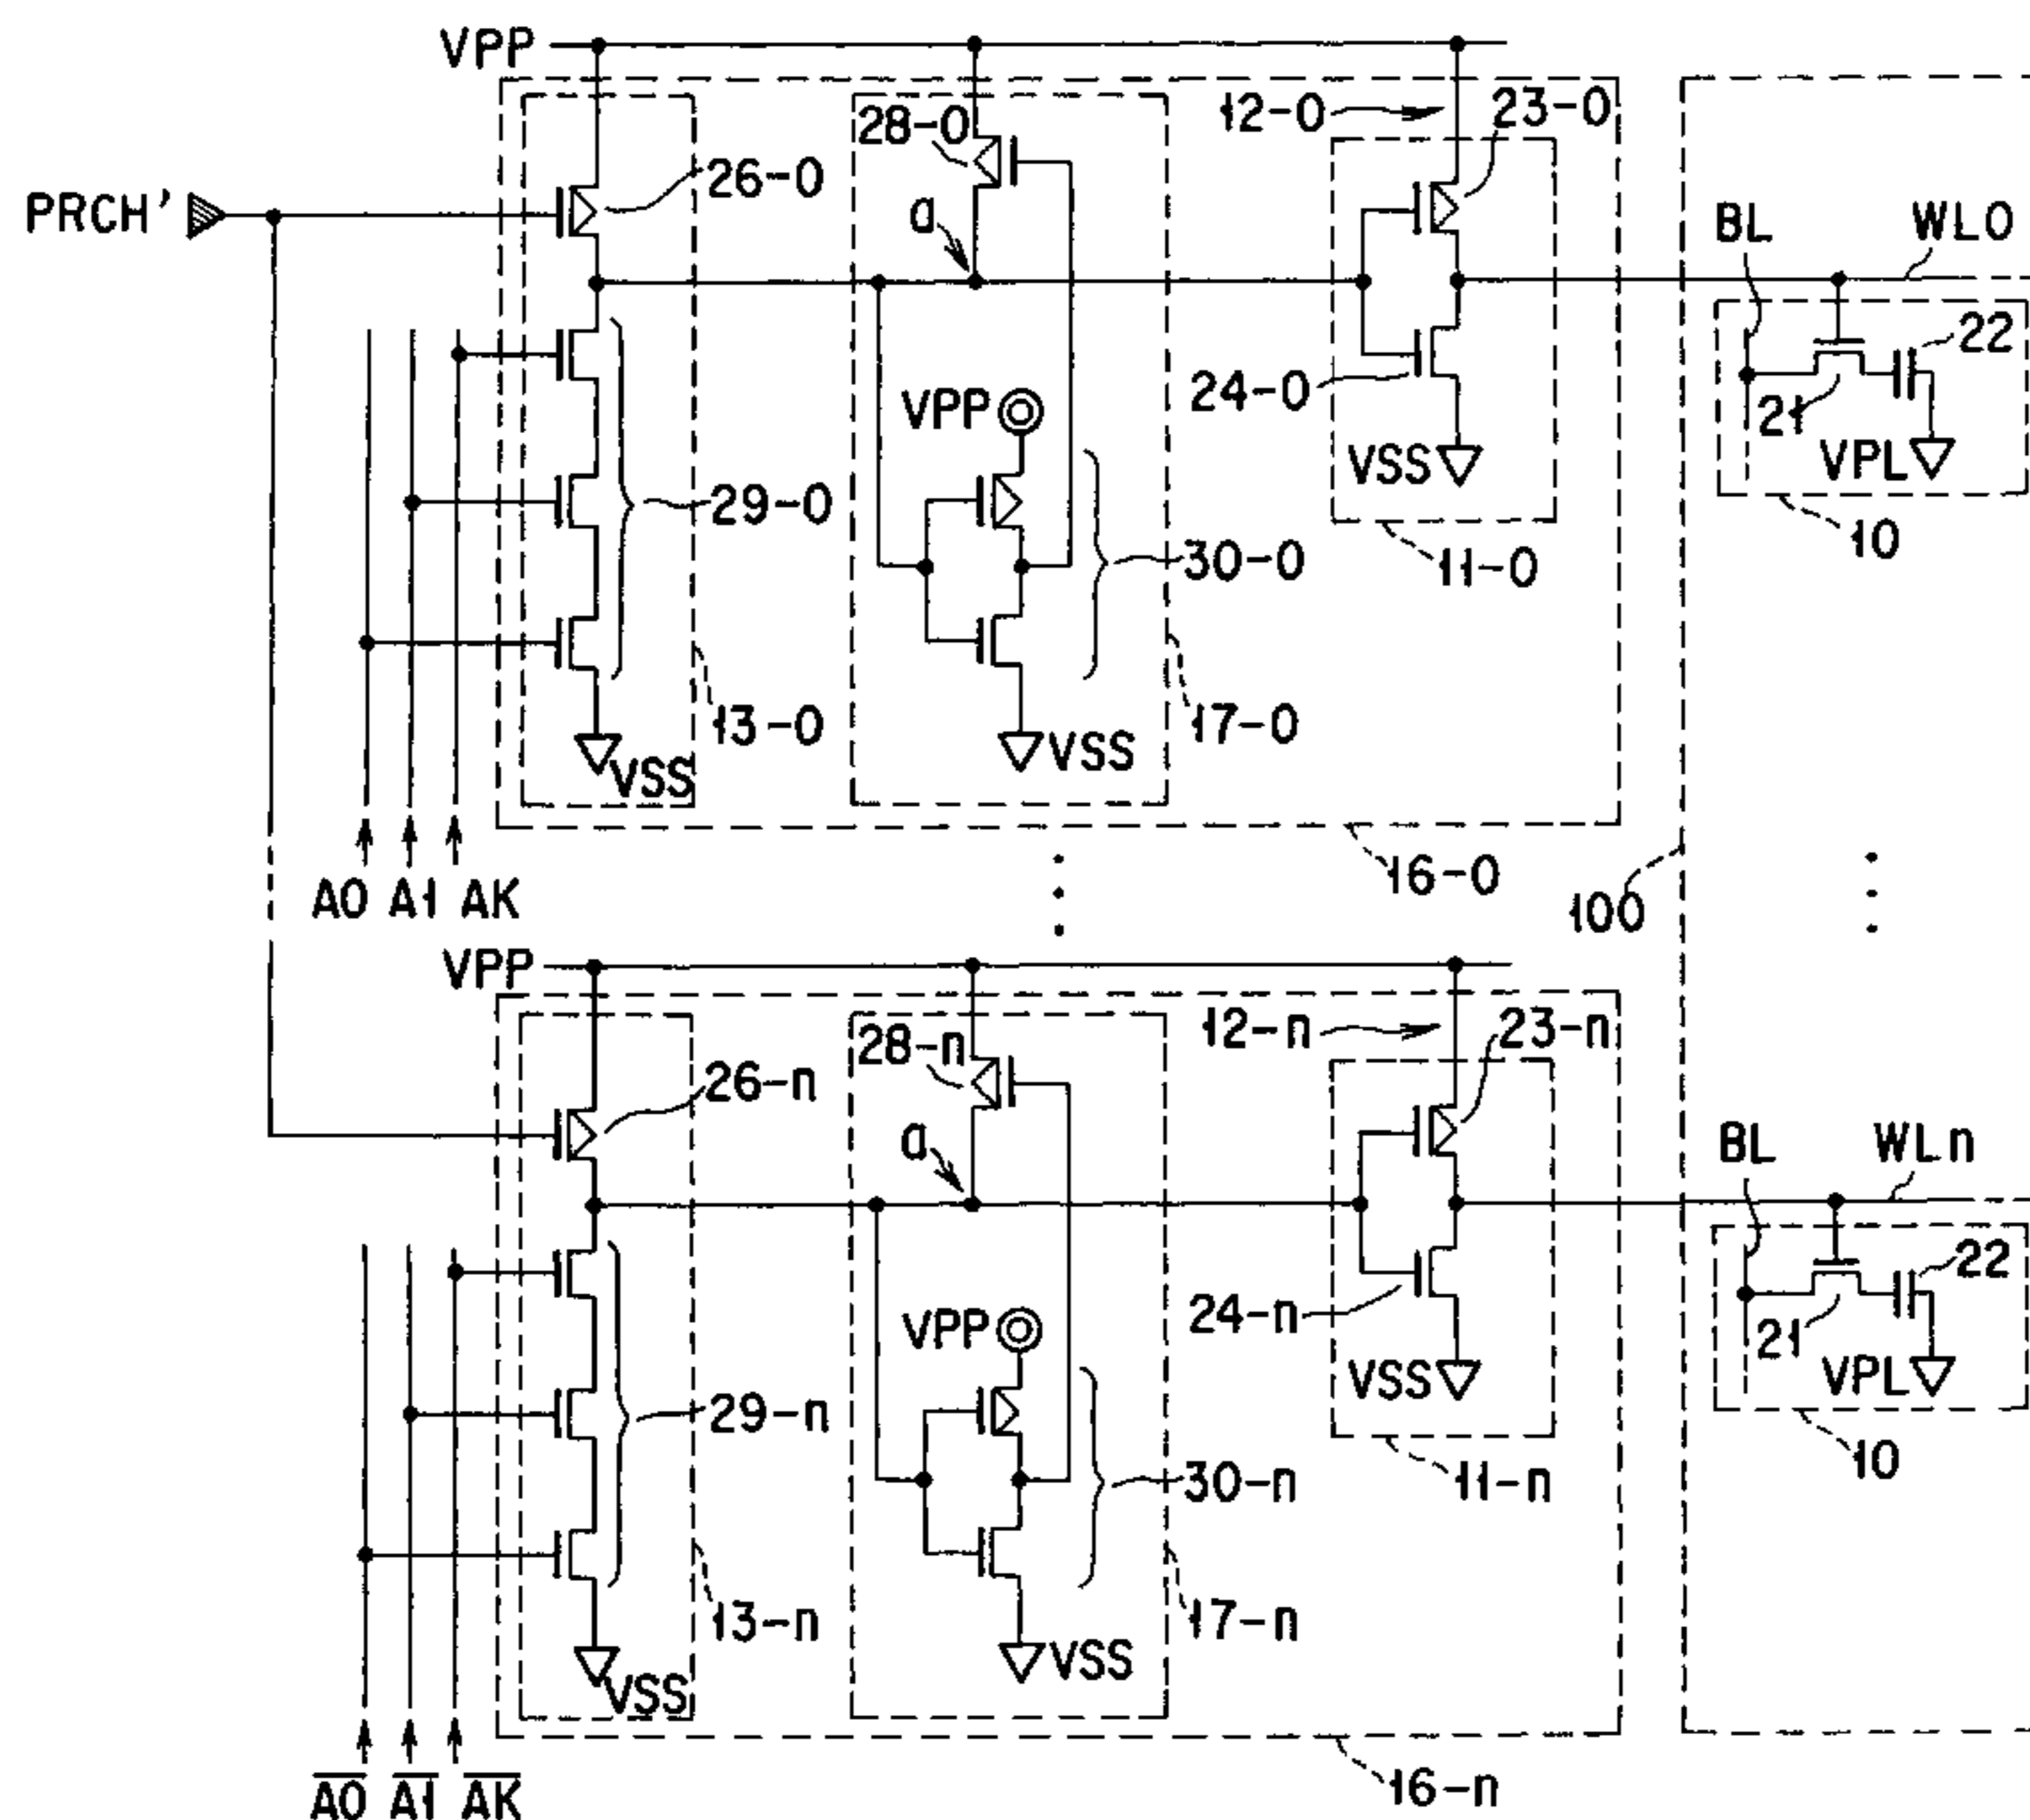 VPP
12-0
23-0
28-0
PRCH'
26-0
a
BL
WL0
22
24-0
21
VPP
VSS
VPL
29-0
10
30-0
11-0
13-0
17-0
VSS
VSS
16-0
A0 A1 AK
100
VPP
12-n
23-n
28-n
26-n
a
BL
WLn
22
24-n
21
VPP
VSS
VPL
29-n
10
30-n
11-n
13-n
17-n
VSS
VSS
16-n
A̅0̅ A̅1̅ A̅K̅